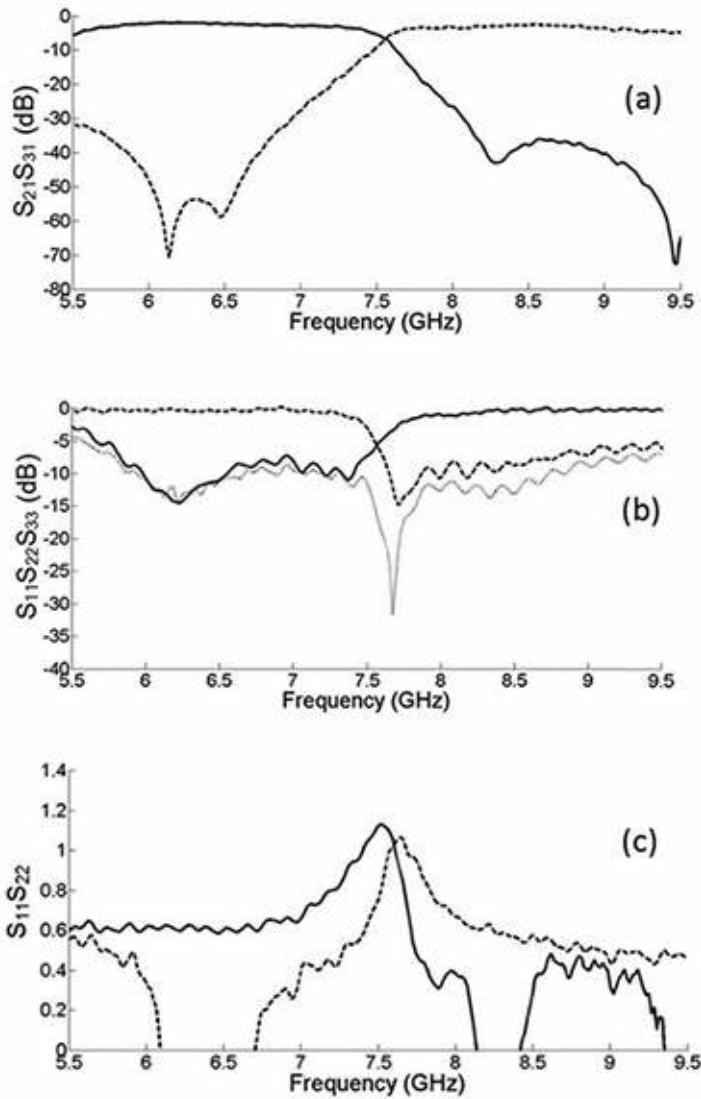 0
-10
-20
-30
-40
-50
-60
-70
-80
S21S31 (dB)
(a)
5.5 6 6.5 7 7.5 8 8.5 9 9.5
Frequency (GHz)
0
-5
-10
-15
-20
-25
-30
-35
-40
S11S22S33 (dB)
(b)
5.5 6 6.5 7 7.5 8 8.5 9 9.5
Frequency (GHz)
1.4
1.2
1
0.8
0.6
0.4
0.2
0
S11S22
(c)
5.5 6 6.5 7 7.5 8 8.5 9 9.5
Frequency (GHz)